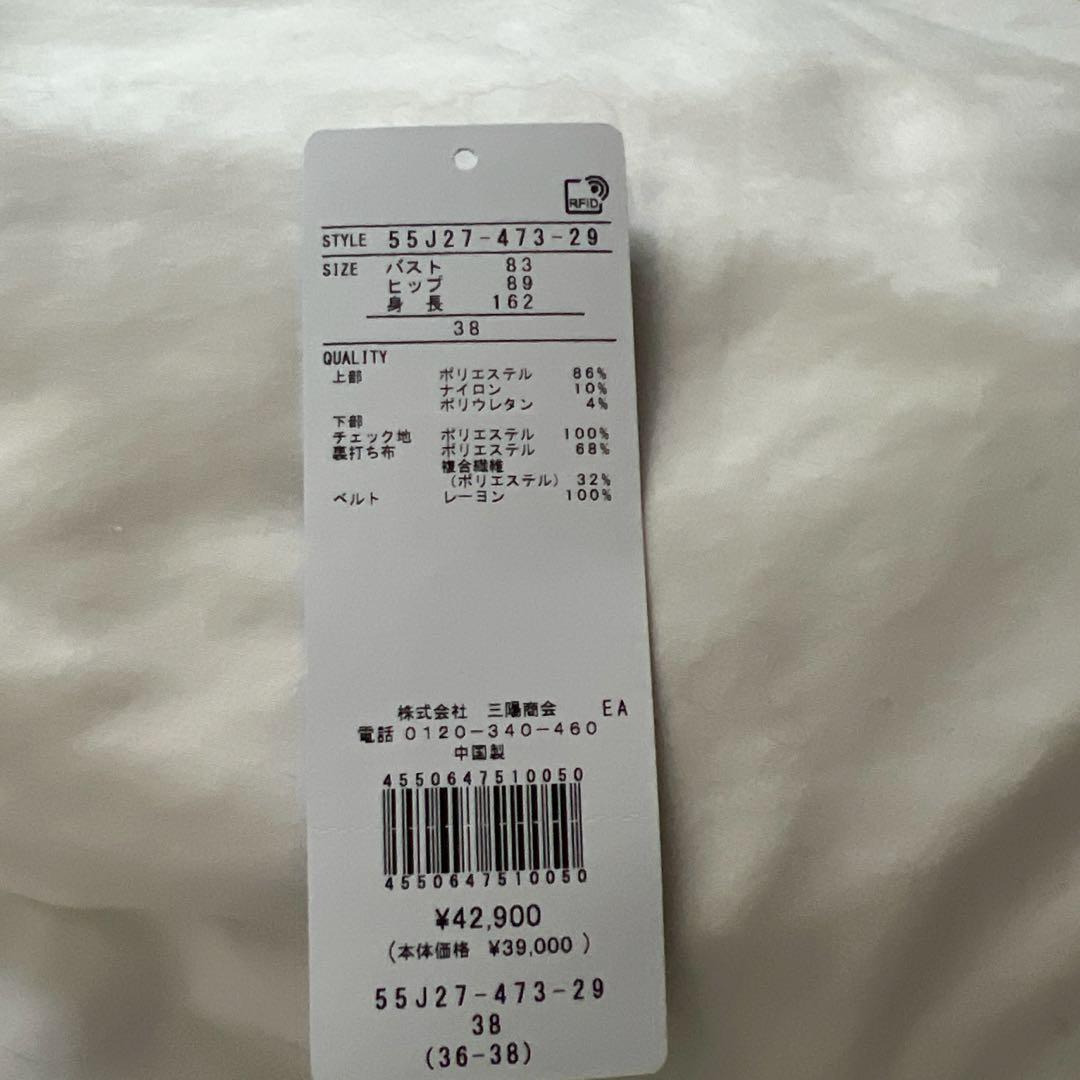 RFID
STYLE 55J27-473-29
SIZE バスト 83
ヒップ 89
身長 162
38
QUALITY
上部 ポリエステル 86%
ナイロン 10%
ポリウレタン 4%
下部
チェック地 ポリエステル 100%
裏打ち布 ポリエステル 68%
複合繊維
(ポリエステル) 32%
ベルト レーヨン 100%
株式会社 三陽商会 EA
電話 0120-340-460
中国製
4550647510050
4550647510050
¥42,900
(本体価格 ¥39,000 )
55J27-473-29
38
(36-38)